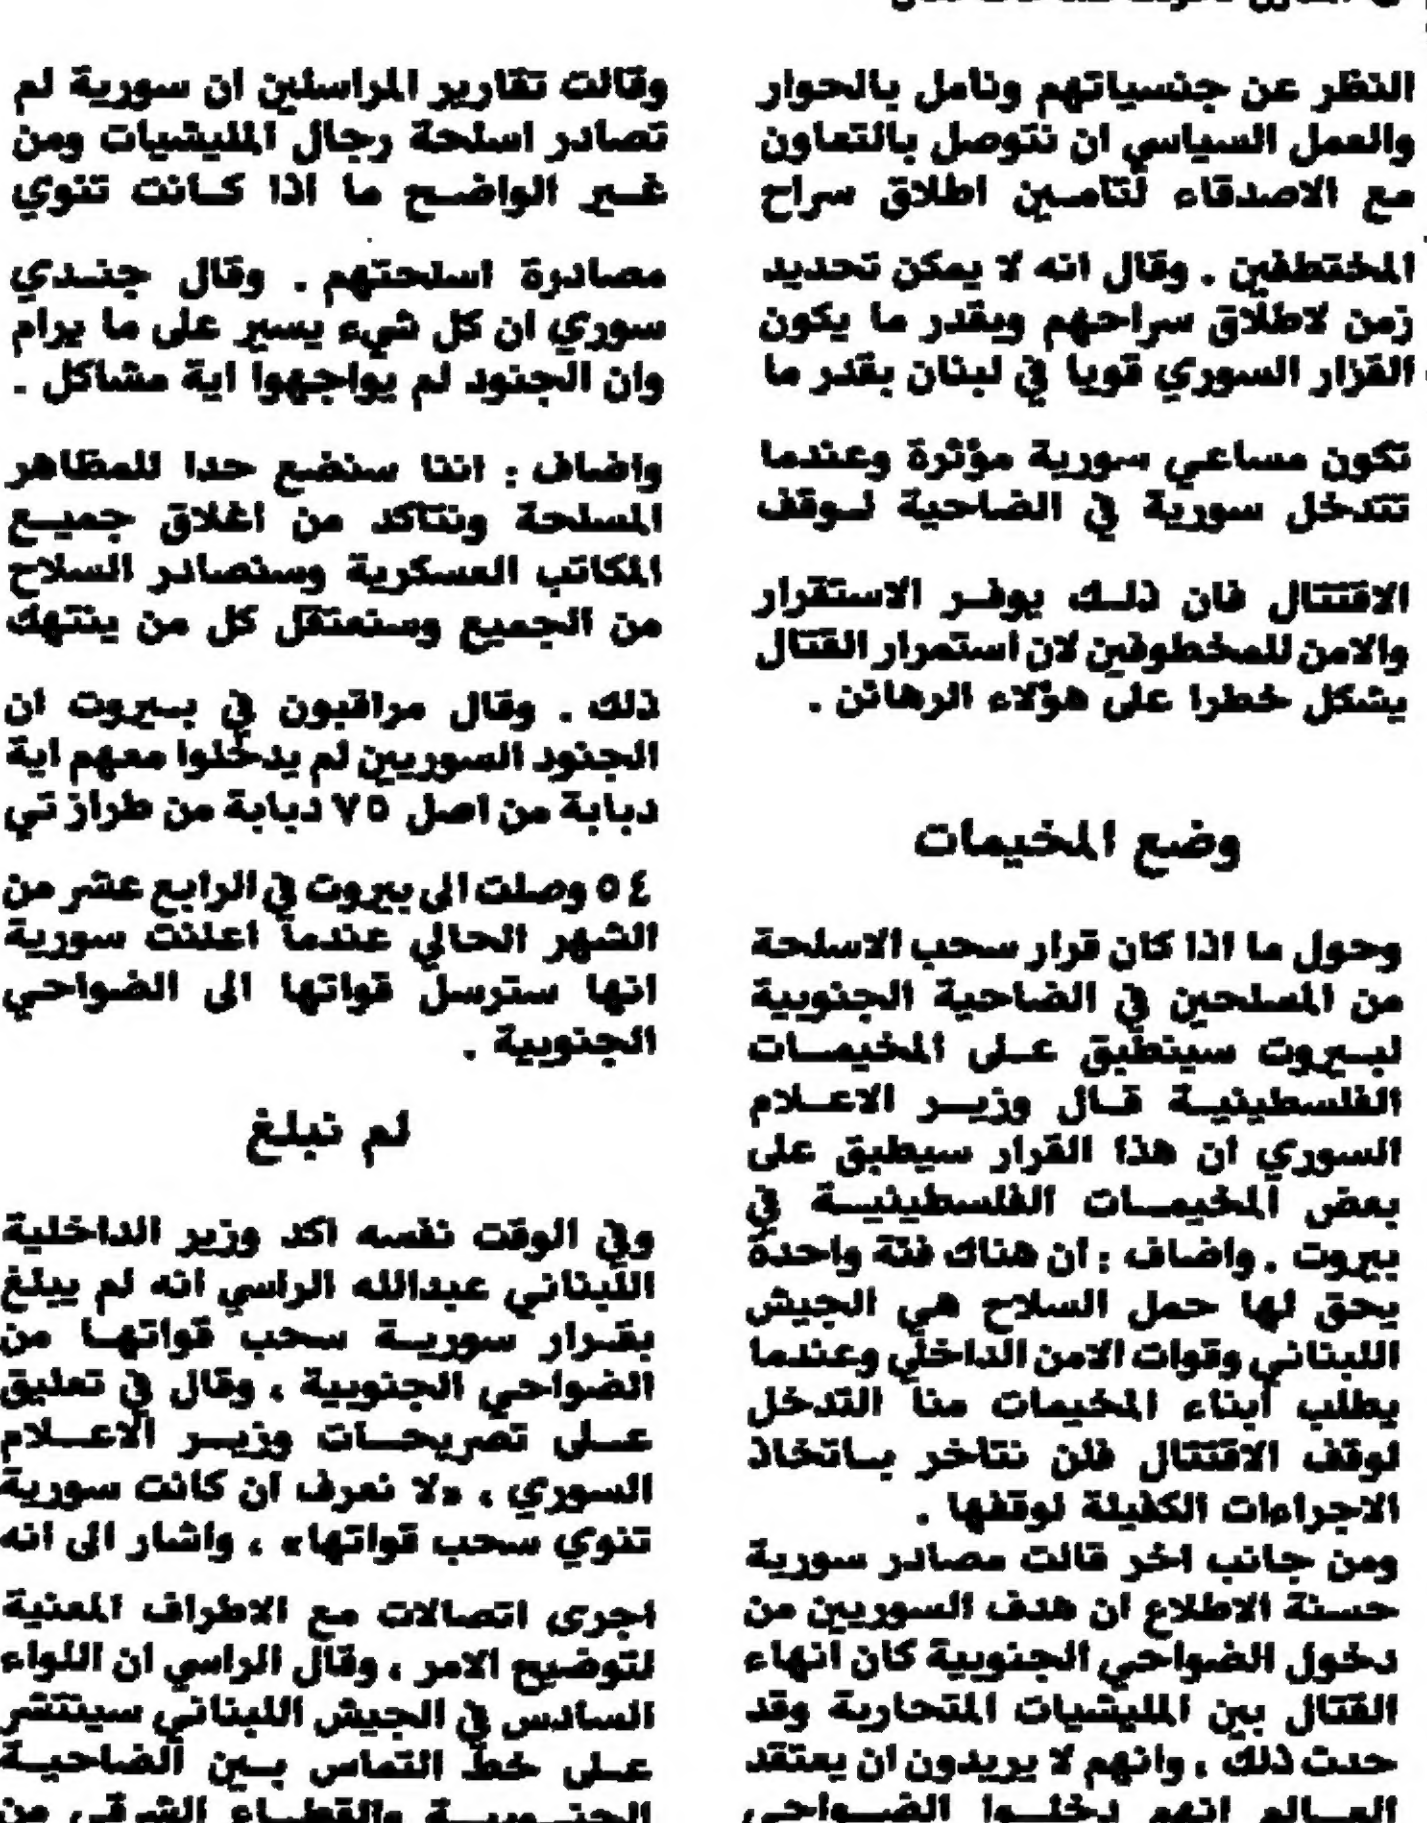 النظر عن جنسياتهم ونامل بالحوار
والعمل السياسي ان نتوصل بالتعاون
مع الاصدقاء لتامين اطلاق سراح
المختطفين . وقال انه لا يمكن تحديد
زمن لاطلاق سراحهم وبقدر ما يكون
القرار السوري قويا في لبنان بقدر ما
تكون مساعي سورية مؤثرة وعندما
تتدخل سورية في الضاحية لوقف
الاقتتال فان ذلك يوفر الاستقرار
والامن للمخطوفين لان استمرار القتال
يشكل خطرا على هؤلاء الرهائن .
وضع المخيمات
وحول ما اذا كان قرار سحب الاسلحة
من المسلحين في الضاحية الجنوبية
لبيروت سينطبق على المخيمات
الفلسطينية قال وزير الاعلام
السوري ان هذا القرار سيطبق على
بعض المخيمات الفلسطينية في
بيروت . واضاف : ان هناك فئة واحدة
يحق لها حمل السلاح هي الجيش
اللبناني وقوات الامن الداخلي وعندما
يطلب أبناء المخيمات منا التدخل
لوقف الاقتتال فلن نتاخر باتخاذ
الاجراءات الكفيلة لوقفها .
ومن جانب اخر قالت مصادر سورية
حسنة الاطلاع ان هدف السوريين من
دخول الضواحي الجنوبية كان انهاء
القتال بين المليشيات المتحاربة وقد
حدث ذلك ، وانهم لا يريدون ان يعتقد
العالم انهم دخلوا الضواحي
وقالت تقارير المراسلين ان سورية لم
تصادر اسلحة رجال المليشيات ومن
غير الواضح ما اذا كانت تنوي
مصادرة اسلحتهم . وقال جندي
سوري ان كل شيء يسير على ما يرام
وان الجنود لم يواجهوا اية مشاكل .
واضاف : اننا سنضع حدا للمظاهر
المسلحة ونتاكد من اغلاق جميع
المكاتب العسكرية وسنصادر السلاح
من الجميع وسنعتقل كل من ينتهك
ذلك . وقال مراقبون في بيروت ان
الجنود السوريين لم يدخلوا معهم اية
دبابة من اصل ٧٥ دبابة من طراز تي
٥٤ وصلت الى بيروت في الرابع عشر من
الشهر الحالي عندما اعلنت سورية
انها سترسل قواتها الى الضواحي
الجنوبية .
لم نبلغ
وفي الوقت نفسه اكد وزير الداخلية
اللبناني عبدالله الراسي انه لم يبلغ
بقرار سورية سحب قواتها من
الضواحي الجنوبية ، وقال في تعليق
على تصريحات وزير الاعلام
السوري ، «لا نعرف ان كانت سورية
تنوي سحب قواتها» ، واشار الى انه
اجرى اتصالات مع الاطراف المعنية
لتوضيح الامر ، وقال الراسي ان اللواء
السادس في الجيش اللبناني سينتشر
على خط التماس بين الضاحية
الجنوبية والقطاع الشرقي من